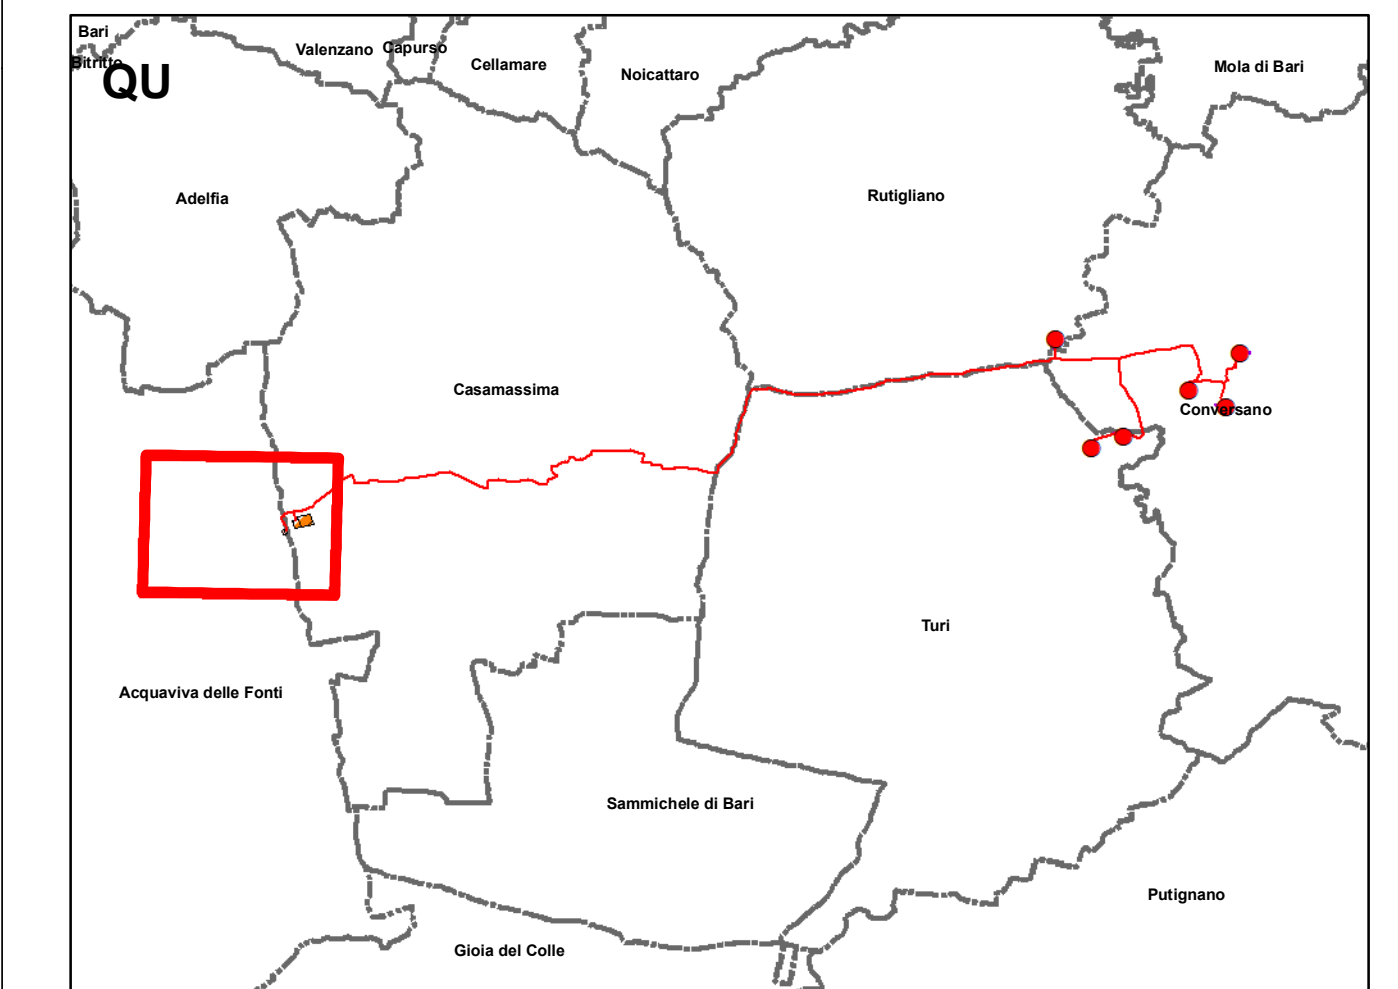 Bari
Valenzano
Capurso
Bitritto
QU
Cellamare
Noicattaro
Mola di Bari
Adelfia
Rutigliano
Casamassima
Conversano
Turi
Acquaviva delle Fonti
Sammichele di Bari
Putignano
Gioia del Colle